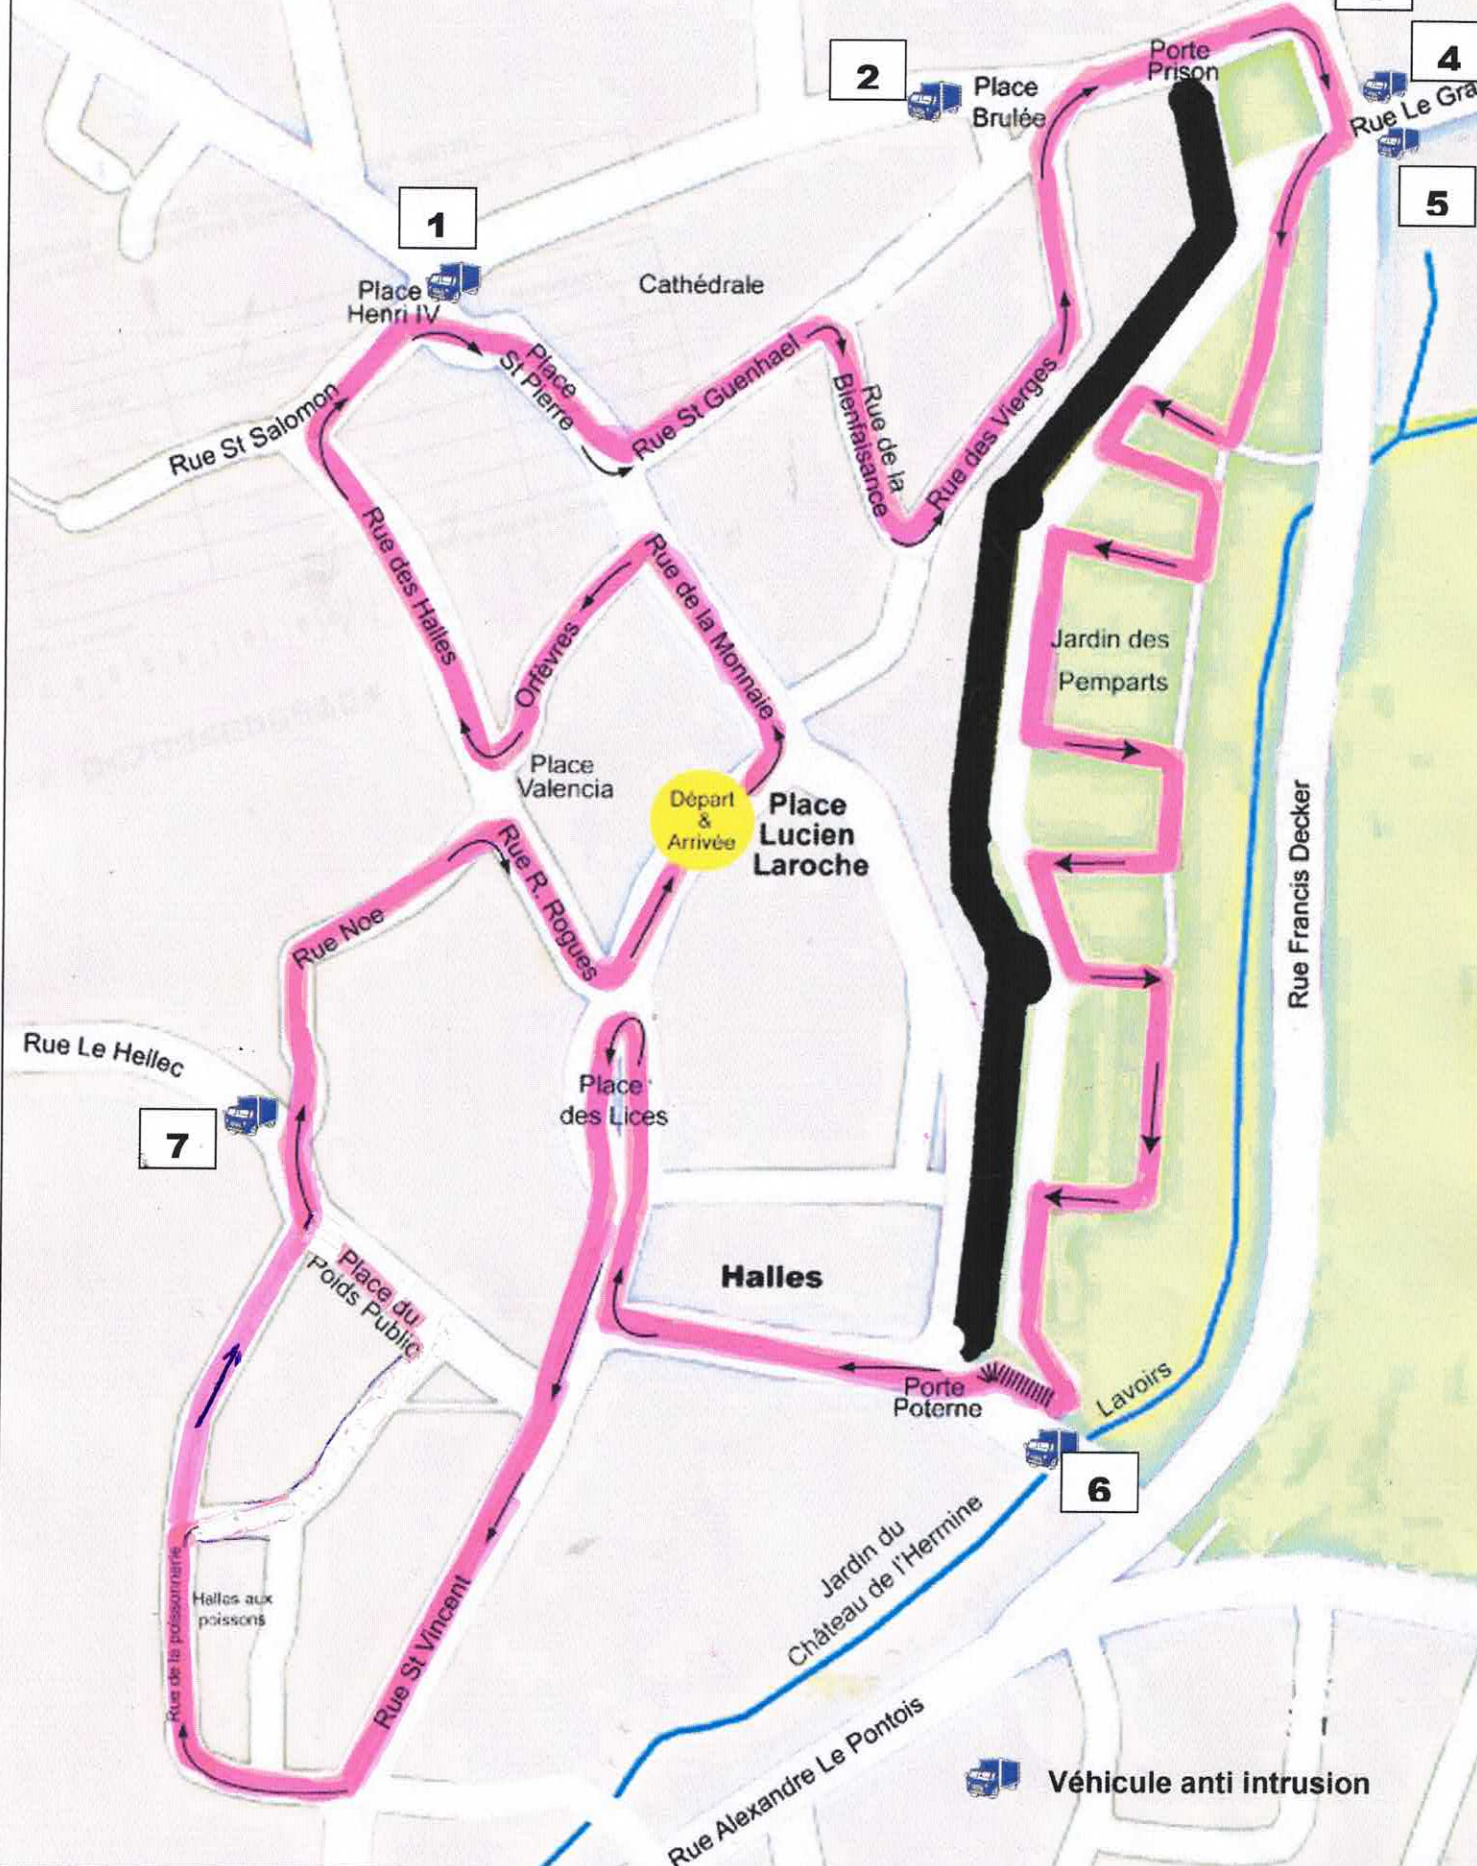 4
2
Porte
Prison
Place
Brulée
Rue Le Gra
5
1
Place
Henri IV
Cathédrale
Place
St Pierre
Rue St Guenhael
Rue de la
Bienfaisance
Rue des Vierges
Rue St Salomon
Rue des Halles
Orfèvres
Rue de la Monnaie
Jardin des
Pemparts
Place
Valencia
Départ
&
Arrivée
Place
Lucien
Laroche
Rue Francis Decker
Rue R. Rogues
Rue Noe
Rue Le Hellec
7
Place
des Lices
Place du
Poids Public
Halles
Porte
Poterne
Lavoirs
6
Jardin du
Château de l'Hermine
Halles aux
poissons
Rue de la poissonnerie
Rue St Vincent
Rue Alexandre Le Pontois
Véhicule anti intrusion